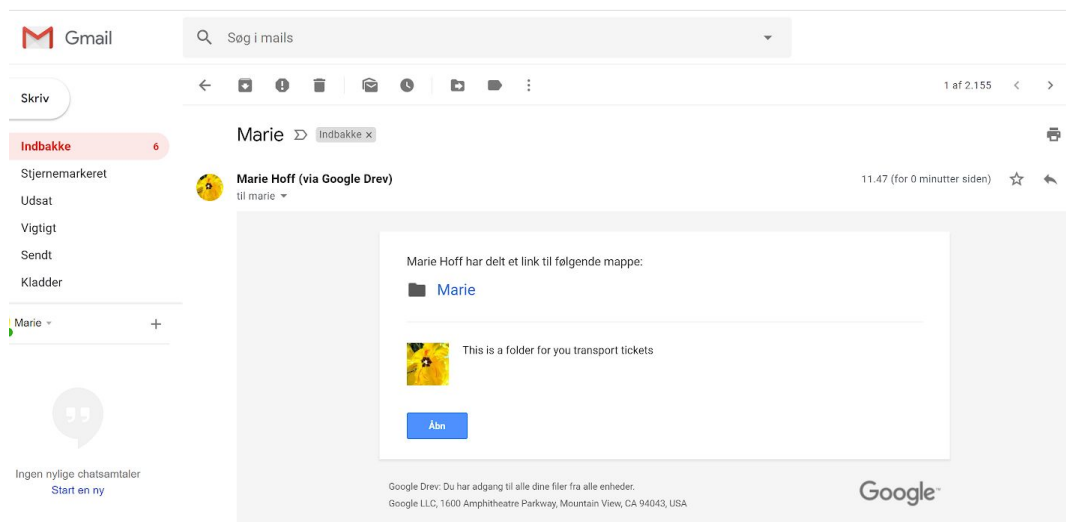 Gmail
Søg i mails
Skriv
1 af 2.155
Indbakke 6
Stjernemarkeret
Udsat
Vigtigt
Sendt
Kladder
Marie
Ingen nylige chatsamtaler
Start en ny
Marie Indbakke x
Marie Hoff (via Google Drev) 11.47 (for 0 minutter siden)
til marie
Marie Hoff har delt et link til følgende mappe:
Marie
This is a folder for you transport tickets
Åbn
Google Drev: Du har adgang til alle dine filer fra alle enheder.
Google LLC, 1600 Amphitheatre Parkway, Mountain View, CA 94043, USA
Google